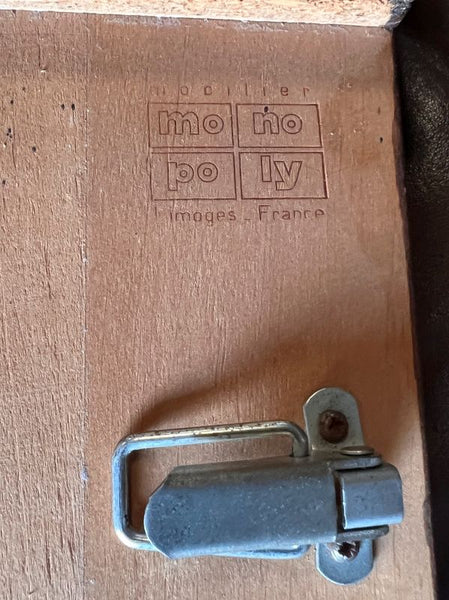 mobilier
mo no
po ly
Limoges - France